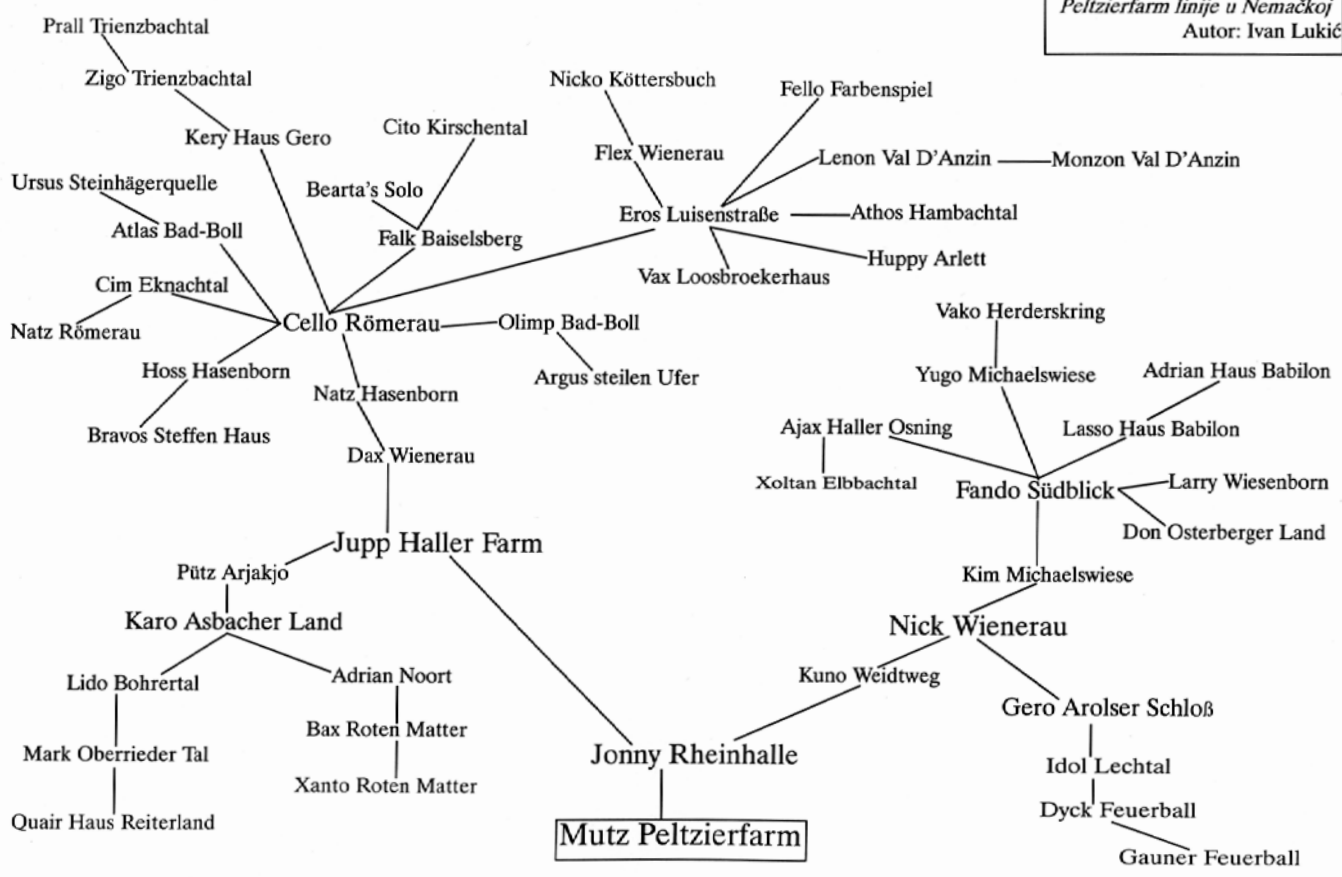 Peltzierfarm linije u Nemačkoj
Autor: Ivan Lukić
Prall Trienzbachtal
Zigo Trienzbachtal
Kery Haus Gero
Cito Kirschental
Nicko Köttersbuch
Fello Farbenspiel
Flex Wienerau
Lenon Val D'Anzin
Monzon Val D'Anzin
Ursus Steinhägerquelle
Bearta's Solo
Eros Luisenstraße
Athos Hambachtal
Atlas Bad-Boll
Falk Baiselsberg
Huppy Arlett
Vax Loosbroekerhaus
Cim Eknachtal
Natz Römerau
Cello Römerau
Olimp Bad-Boll
Vako Herderskring
Hoss Hasenborn
Natz Hasenborn
Argus steilen Ufer
Yugo Michaelswiese
Adrian Haus Babilon
Bravos Steffen Haus
Dax Wienerau
Ajax Haller Osning
Lasso Haus Babilon
Xoltan Elbbachtal
Fando Südblick
Larry Wiesenborn
Don Osterberger Land
Jupp Haller Farm
Pütz Arjakjo
Kim Michaelswiese
Karo Asbacher Land
Nick Wienerau
Lido Bohrertal
Adrian Noort
Kuno Weidtweg
Gero Arolser Schloß
Bax Roten Matter
Mark Oberrieder Tal
Jonny Rheinhalle
Idol Lechtal
Xanto Roten Matter
Dyck Feuerball
Quair Haus Reiterland
Mutz Peltzierfarm
Gauner Feuerball